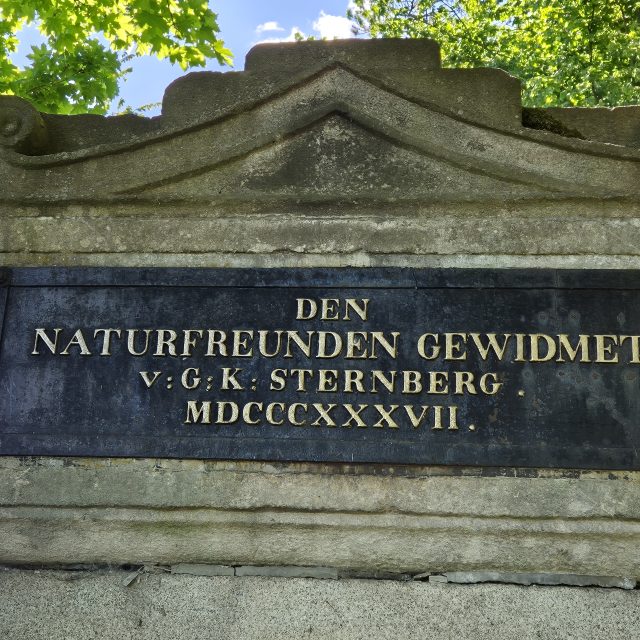 DEN
NATURFREUNDEN GEWIDMET
V: G: K: STERNBERG.
MDCCCXXXVII.